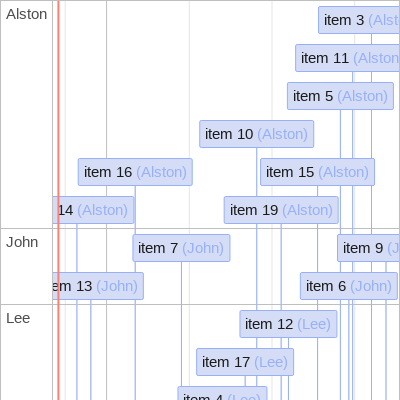 Alston
item 3 (Alst
item 11 (Alston
item 5 (Alston)
item 10 (Alston)
item 16 (Alston)
item 15 (Alston)
14 (Alston)
item 19 (Alston)
John
item 7 (John)
item 9 (J
em 13 (John)
item 6 (John)
Lee
item 12 (Lee)
item 17 (Lee)
item 4 (Lee)